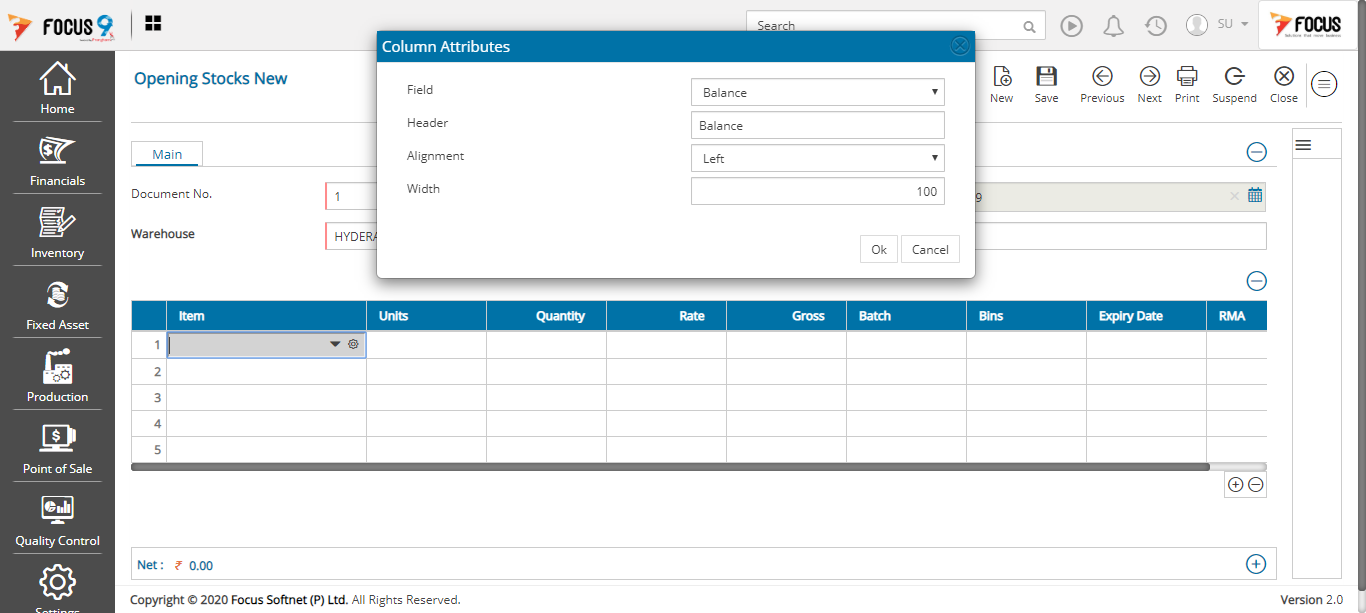 FOCUS 9
Search
SU
FOCUS
Column Attributes
Field
Balance
Header
Balance
Alignment
Left
Width
100
Ok
Cancel
Home
Financials
Inventory
Fixed Asset
Production
Point of Sale
Quality Control
Settings
Opening Stocks New
New
Save
Previous
Next
Print
Suspend
Close
Main
Document No.
1
9
Warehouse
HYDERA
Item Units Quantity Rate Gross Batch Bins Expiry Date RMA
1
2
3
4
5
Net : ₹ 0.00
Copyright © 2020 Focus Softnet (P) Ltd. All Rights Reserved.
Version 2.0